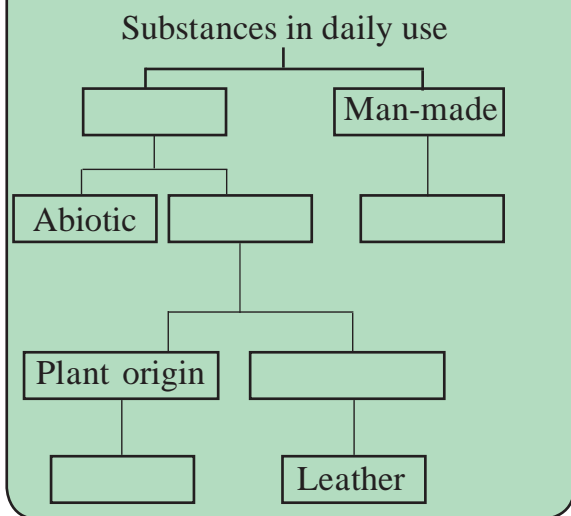 Substances in daily use
Man-made
Abiotic
Plant origin
Leather